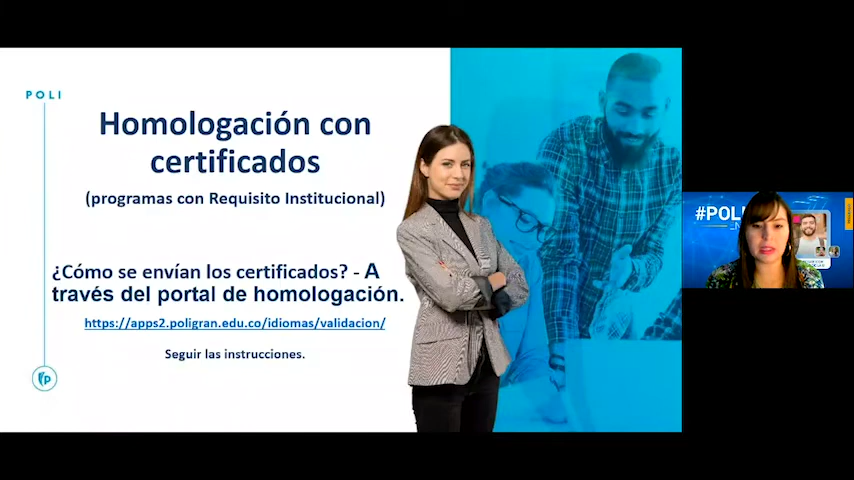 POLI
Homologación con
certificados
(programas con Requisito Institucional)
¿Cómo se envían los certificados? - A
través del portal de homologación.
https://apps2.poligran.edu.co/idiomas/validacion/
Seguir las instrucciones.
#POLI